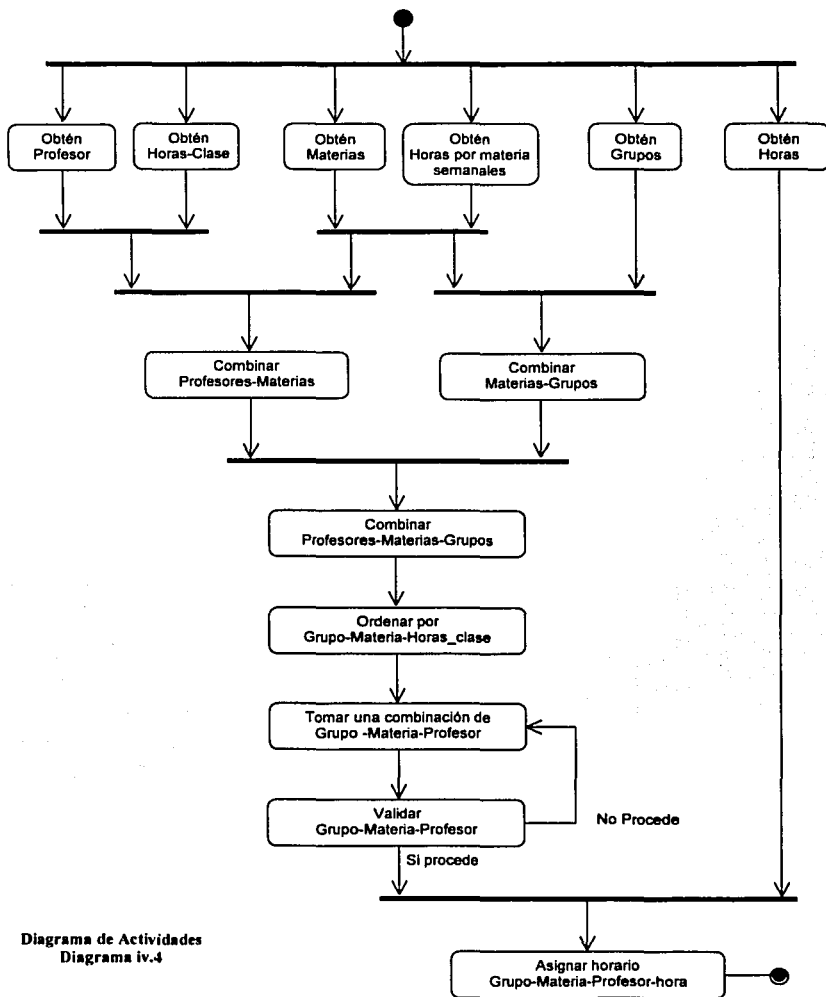 Obtén
Profesor
Obtén
Horas-Clase
Obtén
Materias
Obtén
Horas por materia
semanales
Obtén
Grupos
Obtén
Horas
Combinar
Profesores-Materias
Combinar
Materias-Grupos
Combinar
Profesores-Materias-Grupos
Ordenar por
Grupo-Materia-Horas_clase
Tomar una combinación de
Grupo -Materia-Profesor
Validar
Grupo-Materia-Profesor
No Procede
Si procede
Diagrama de Actividades
Diagrama iv.4
Asignar horario
Grupo-Materia-Profesor-hora